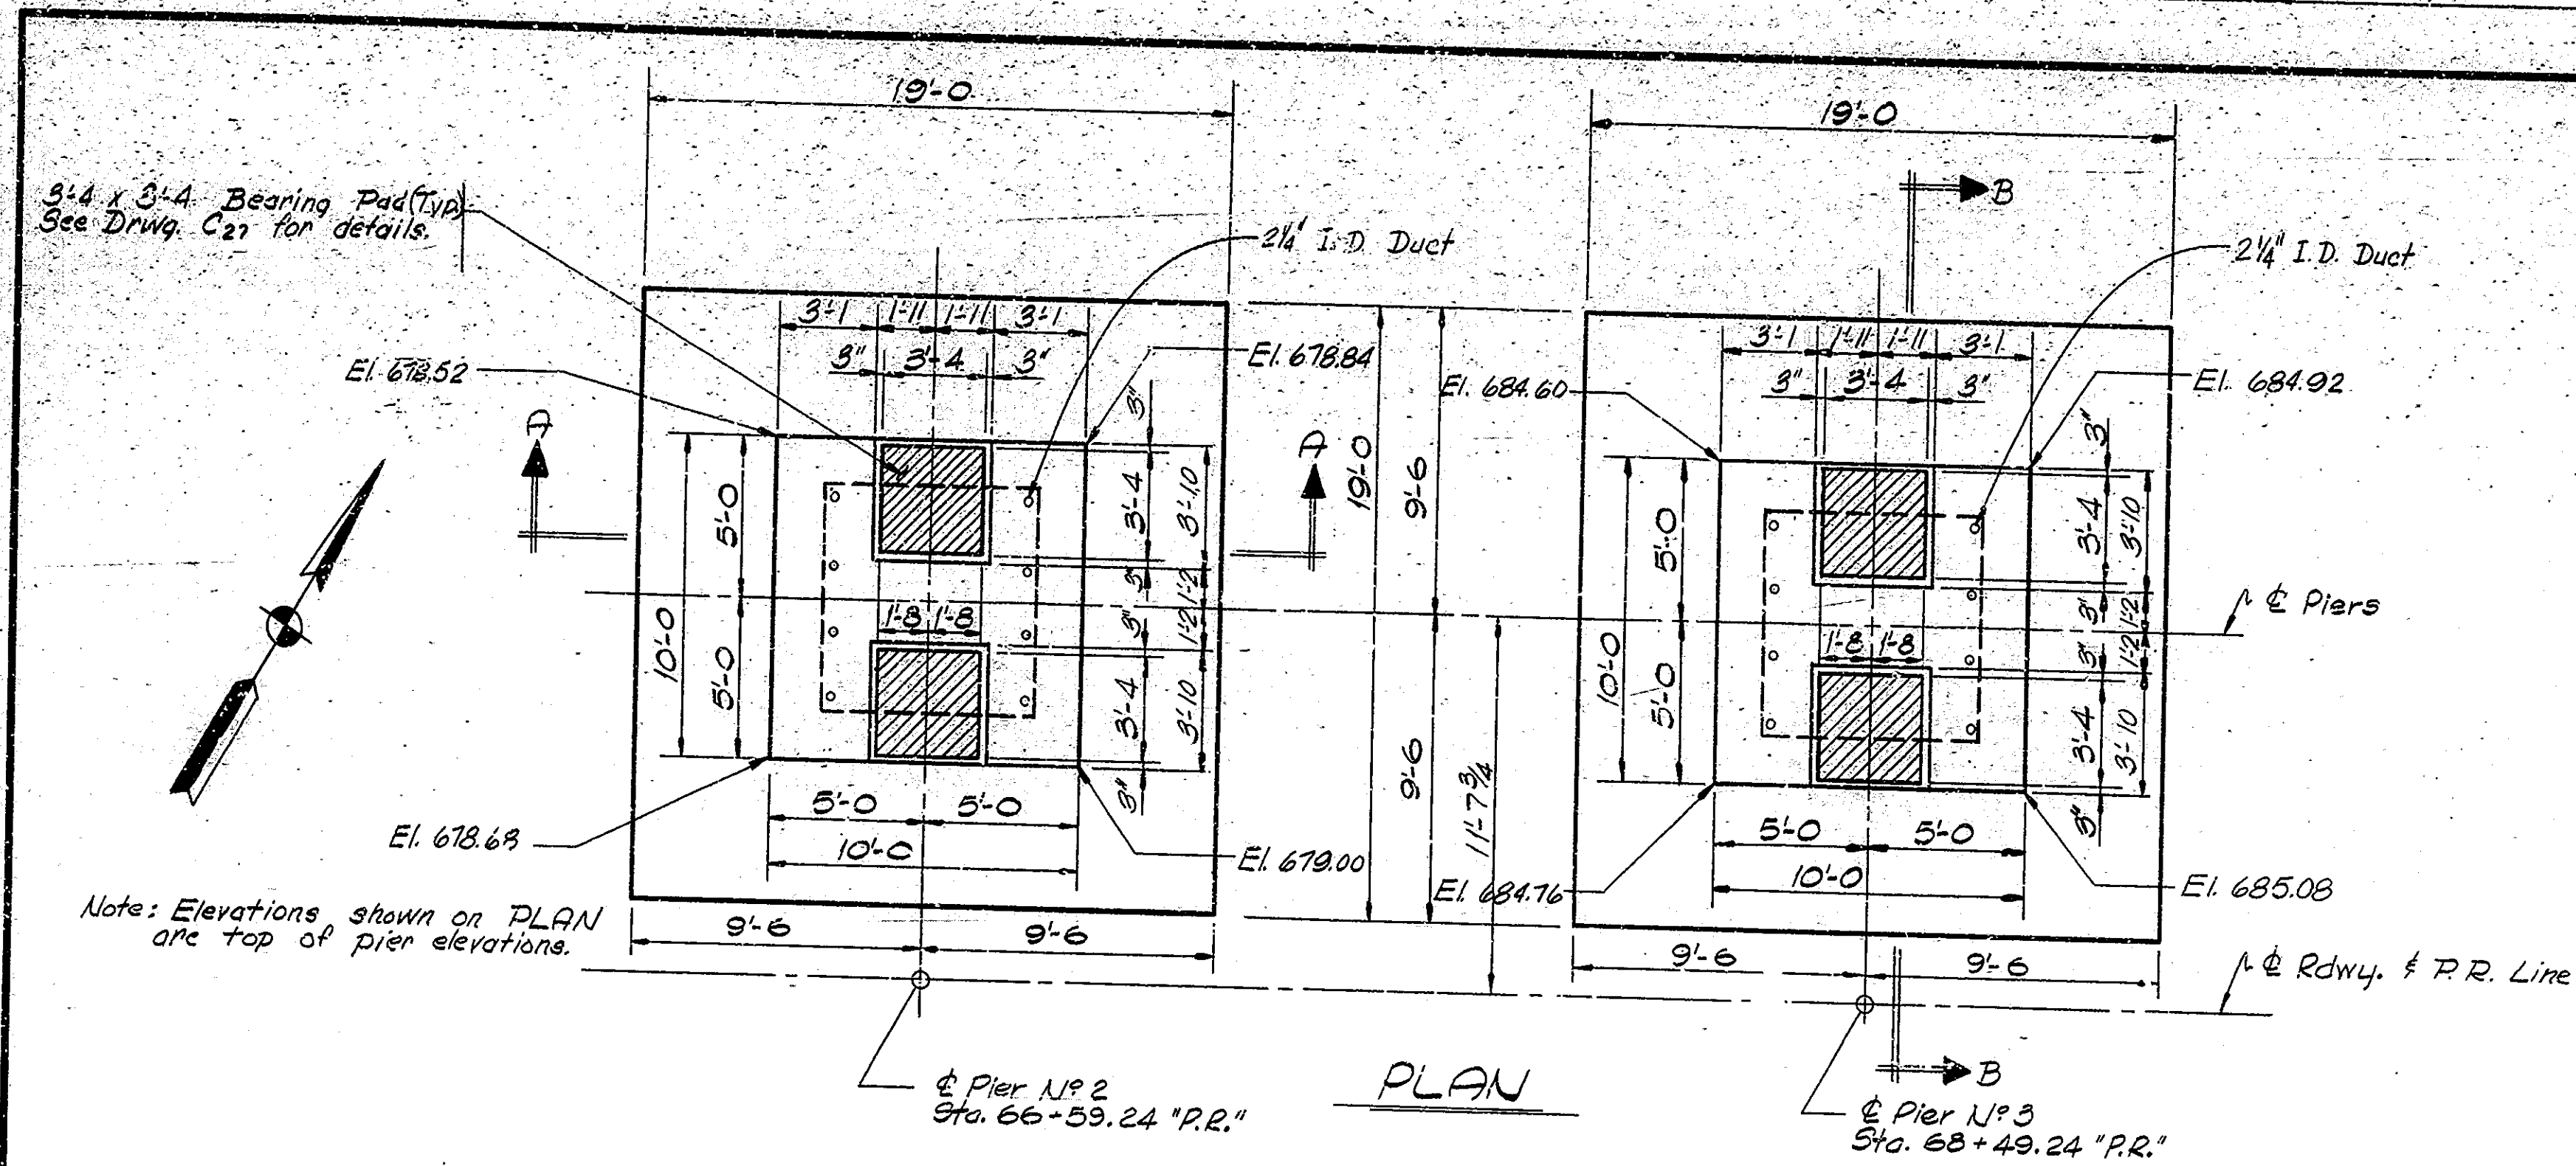 19'-0
19'-0
3'-4 x 3'-4 Bearing Pad (Typ.)
See Drwg. C27 for details.
B
2¼" I.D. Duct
2¼" I.D. Duct
3'-1 1'-11 1'-11 3'-1
3" 3'-4 3"
El. 678.52
El. 678.84
3'-1 1'-11 1'-11 3'-1
3" 3'-4 3"
El. 684.60
El. 684.92
A
A
10'-0
5'-0
5'-0
3"
3'-4
3"
3"
3'-4
3"
3'-10
1'-2
1'-2
3'-10
1'-8 1'-8
19'-0
9'-6
9'-6
11'-7¾
10'-0
5'-0
5'-0
3"
3'-4
3"
3"
3'-4
3"
3'-10
1'-2
1'-2
3'-10
1'-8 1'-8
℄ Piers
5'-0 5'-0
10'-0
El. 678.68
El. 679.00
5'-0 5'-0
10'-0
El. 684.76
El. 685.08
Note: Elevations shown on PLAN
are top of pier elevations.
9'-6 9'-6
9'-6 9'-6
℄ Rdwy. & P.R. Line
℄ Pier Nº 2
Sta. 66+59.24 "P.R."
PLAN
B
℄ Pier Nº 3
Sta. 68+49.24 "P.R."